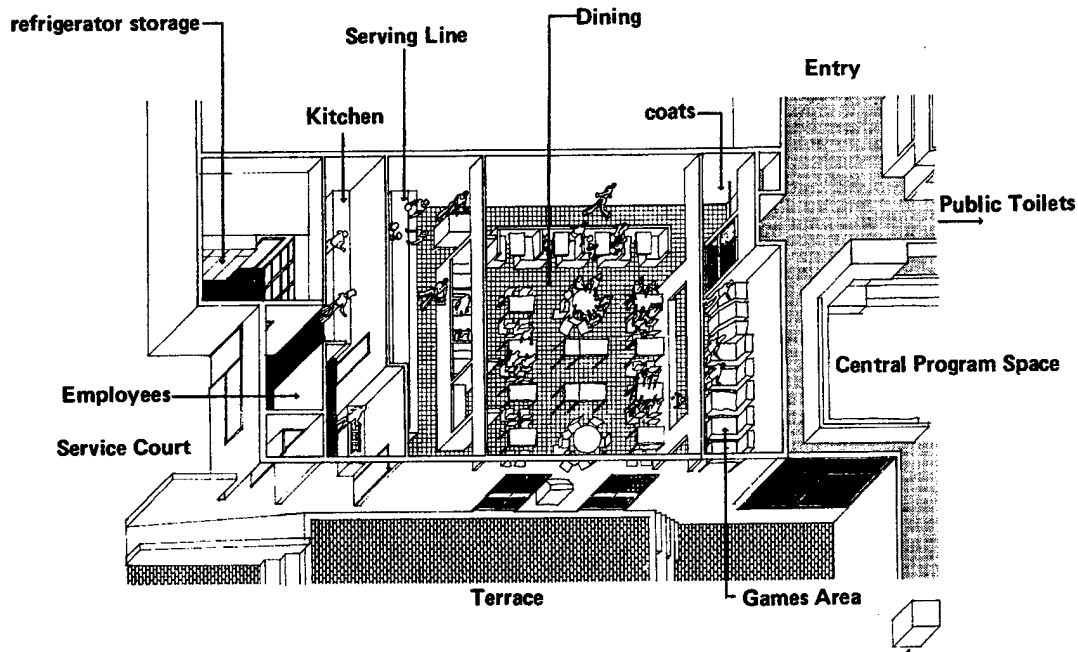 refrigerator storage
Serving Line
Dining
Entry
Kitchen
coats
Public Toilets
Central Program Space
Employees
Service Court
Terrace
Games Area